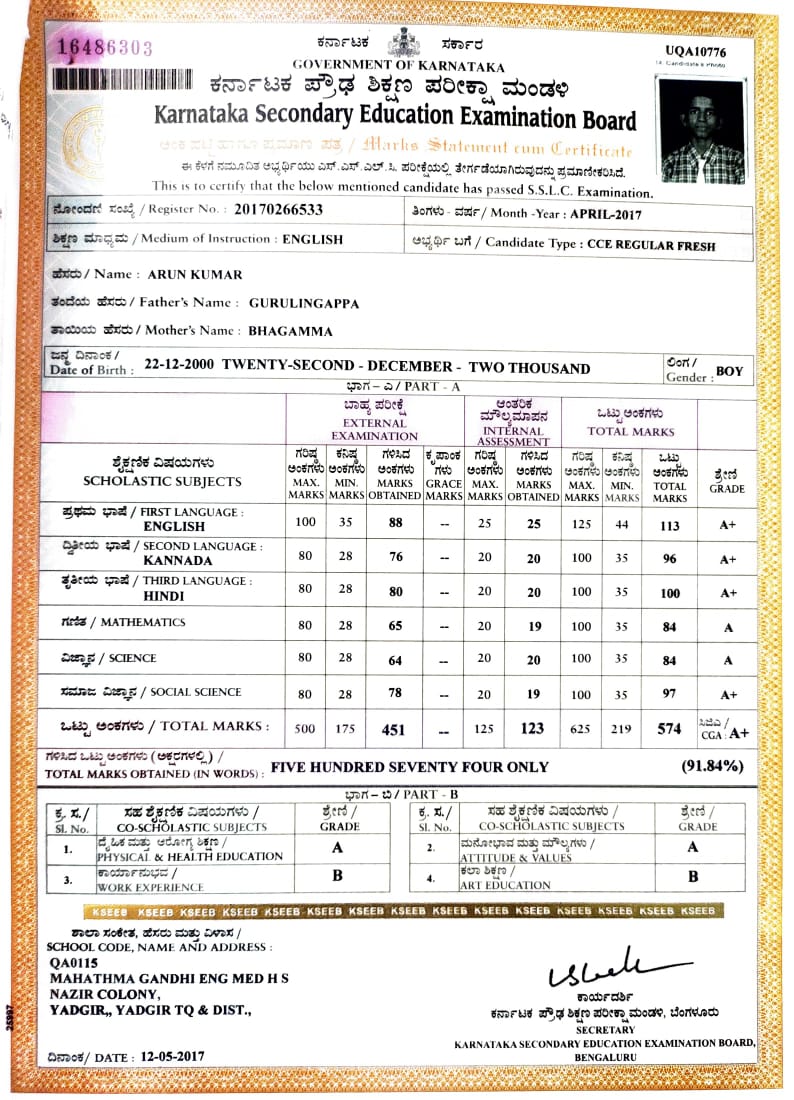 16486303
ಕರ್ನಾಟಕ ಸರ್ಕಾರ
UQA10776
GOVERNMENT OF KARNATAKA
Candidate's Photo
ಕರ್ನಾಟಕ ಪ್ರೌಢ ಶಿಕ್ಷಣ ಪರೀಕ್ಷಾ ಮಂಡಳಿ
Karnataka Secondary Education Examination Board
ಅಂಕ ಪಟ್ಟಿ ಹಾಗೂ ಪ್ರಮಾಣ ಪತ್ರ / Marks Statement cum Certificate
ಈ ಕೆಳಗೆ ನಮೂದಿತ ಅಭ್ಯರ್ಥಿಯು ಎಸ್.ಎಸ್.ಎಲ್.ಸಿ. ಪರೀಕ್ಷೆಯಲ್ಲಿ ತೇರ್ಗಡೆಯಾಗಿರುವುದನ್ನು ಪ್ರಮಾಣೀಕರಿಸಿದೆ.
This is to certify that the below mentioned candidate has passed S.S.L.C. Examination.
ನೋಂದಣಿ ಸಂಖ್ಯೆ / Register No. : 20170266533 ತಿಂಗಳು - ವರ್ಷ / Month -Year : APRIL-2017
ಶಿಕ್ಷಣ ಮಾಧ್ಯಮ / Medium of Instruction : ENGLISH ಅಭ್ಯರ್ಥಿ ಬಗೆ / Candidate Type : CCE REGULAR FRESH
ಹೆಸರು / Name : ARUN KUMAR
ತಂದೆಯ ಹೆಸರು / Father's Name : GURULINGAPPA
ತಾಯಿಯ ಹೆಸರು / Mother's Name : BHAGAMMA
ಜನ್ಮ ದಿನಾಂಕ / ಲಿಂಗ /
Date of Birth : 22-12-2000 TWENTY-SECOND - DECEMBER - TWO THOUSAND Gender : BOY
ಭಾಗ – ಎ / PART - A
ಬಾಹ್ಯ ಪರೀಕ್ಷೆ ಆಂತರಿಕ ಮೌಲ್ಯಮಾಪನ ಒಟ್ಟು ಅಂಕಗಳು
EXTERNAL EXAMINATION INTERNAL ASSESSMENT TOTAL MARKS
ಶೈಕ್ಷಣಿಕ ವಿಷಯಗಳು ಗರಿಷ್ಠ ಅಂಕಗಳು ಕನಿಷ್ಠ ಅಂಕಗಳು ಗಳಿಸಿದ ಅಂಕಗಳು ಕೃಪಾಂಕಗಳು ಗರಿಷ್ಠ ಅಂಕಗಳು ಗಳಿಸಿದ ಅಂಕಗಳು ಗರಿಷ್ಠ ಅಂಕಗಳು ಕನಿಷ್ಠ ಅಂಕಗಳು ಒಟ್ಟು ಅಂಕಗಳು ಶ್ರೇಣಿ
SCHOLASTIC SUBJECTS MAX. MARKS MIN. MARKS MARKS OBTAINED GRACE MARKS MAX. MARKS MARKS OBTAINED MAX. MARKS MIN. MARKS TOTAL MARKS GRADE
ಪ್ರಥಮ ಭಾಷೆ / FIRST LANGUAGE :
ENGLISH 100 35 88 -- 25 25 125 44 113 A+
ದ್ವಿತೀಯ ಭಾಷೆ / SECOND LANGUAGE :
KANNADA 80 28 76 -- 20 20 100 35 96 A+
ತೃತೀಯ ಭಾಷೆ / THIRD LANGUAGE :
HINDI 80 28 80 -- 20 20 100 35 100 A+
ಗಣಿತ / MATHEMATICS 80 28 65 -- 20 19 100 35 84 A
ವಿಜ್ಞಾನ / SCIENCE 80 28 64 -- 20 20 100 35 84 A
ಸಮಾಜ ವಿಜ್ಞಾನ / SOCIAL SCIENCE 80 28 78 -- 20 19 100 35 97 A+
ಒಟ್ಟು ಅಂಕಗಳು / TOTAL MARKS : 500 175 451 -- 125 123 625 219 574 ಸಿಜಿಎ / CGA : A+
ಗಳಿಸಿದ ಒಟ್ಟು ಅಂಕಗಳು ( ಅಕ್ಷರಗಳಲ್ಲಿ ) /
TOTAL MARKS OBTAINED (IN WORDS) : FIVE HUNDRED SEVENTY FOUR ONLY (91.84%)
ಭಾಗ – ಬಿ / PART - B
ಕ್ರ. ಸ. / ಸಹ ಶೈಕ್ಷಣಿಕ ವಿಷಯಗಳು / ಶ್ರೇಣಿ / ಕ್ರ. ಸ. / ಸಹ ಶೈಕ್ಷಣಿಕ ವಿಷಯಗಳು / ಶ್ರೇಣಿ /
Sl. No. CO-SCHOLASTIC SUBJECTS GRADE Sl. No. CO-SCHOLASTIC SUBJECTS GRADE
1. ದೈಹಿಕ ಮತ್ತು ಆರೋಗ್ಯ ಶಿಕ್ಷಣ / PHYSICAL & HEALTH EDUCATION A 2. ಮನೋಭಾವ ಮತ್ತು ಮೌಲ್ಯಗಳು / ATTITUDE & VALUES A
3. ಕಾರ್ಯಾನುಭವ / WORK EXPERIENCE B 4. ಕಲಾ ಶಿಕ್ಷಣ / ART EDUCATION B
KSEEB KSEEB KSEEB KSEEB KSEEB KSEEB KSEEB KSEEB KSEEB KSEEB KSEEB KSEEB KSEEB KSEEB KSEEB
ಶಾಲಾ ಸಂಕೇತ, ಹೆಸರು ಮತ್ತು ವಿಳಾಸ /
SCHOOL CODE, NAME AND ADDRESS :
QA0115
MAHATHMA GANDHI ENG MED H S
NAZIR COLONY,
YADGIR,, YADGIR TQ & DIST.,
25997
ಕಾರ್ಯದರ್ಶಿ
ಕರ್ನಾಟಕ ಪ್ರೌಢ ಶಿಕ್ಷಣ ಪರೀಕ್ಷಾ ಮಂಡಳಿ, ಬೆಂಗಳೂರು
SECRETARY
KARNATAKA SECONDARY EDUCATION EXAMINATION BOARD,
BENGALURU
ದಿನಾಂಕ / DATE : 12-05-2017